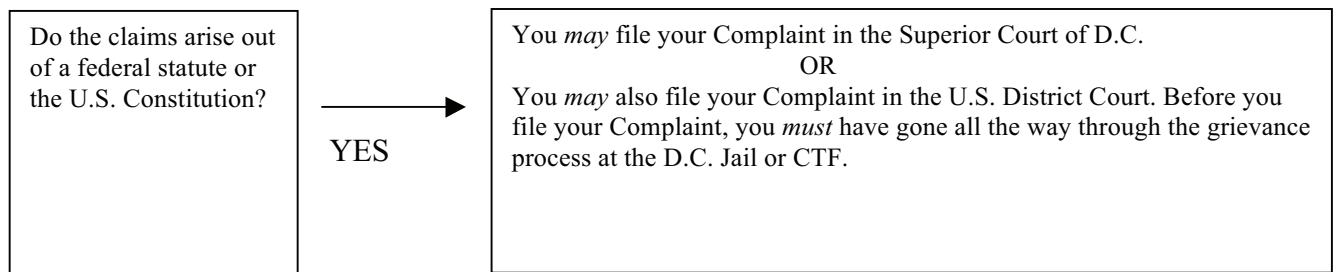 Do the claims arise out
of a federal statute or
the U.S. Constitution?
YES
You may file your Complaint in the Superior Court of D.C.
OR
You may also file your Complaint in the U.S. District Court. Before you
file your Complaint, you must have gone all the way through the grievance
process at the D.C. Jail or CTF.